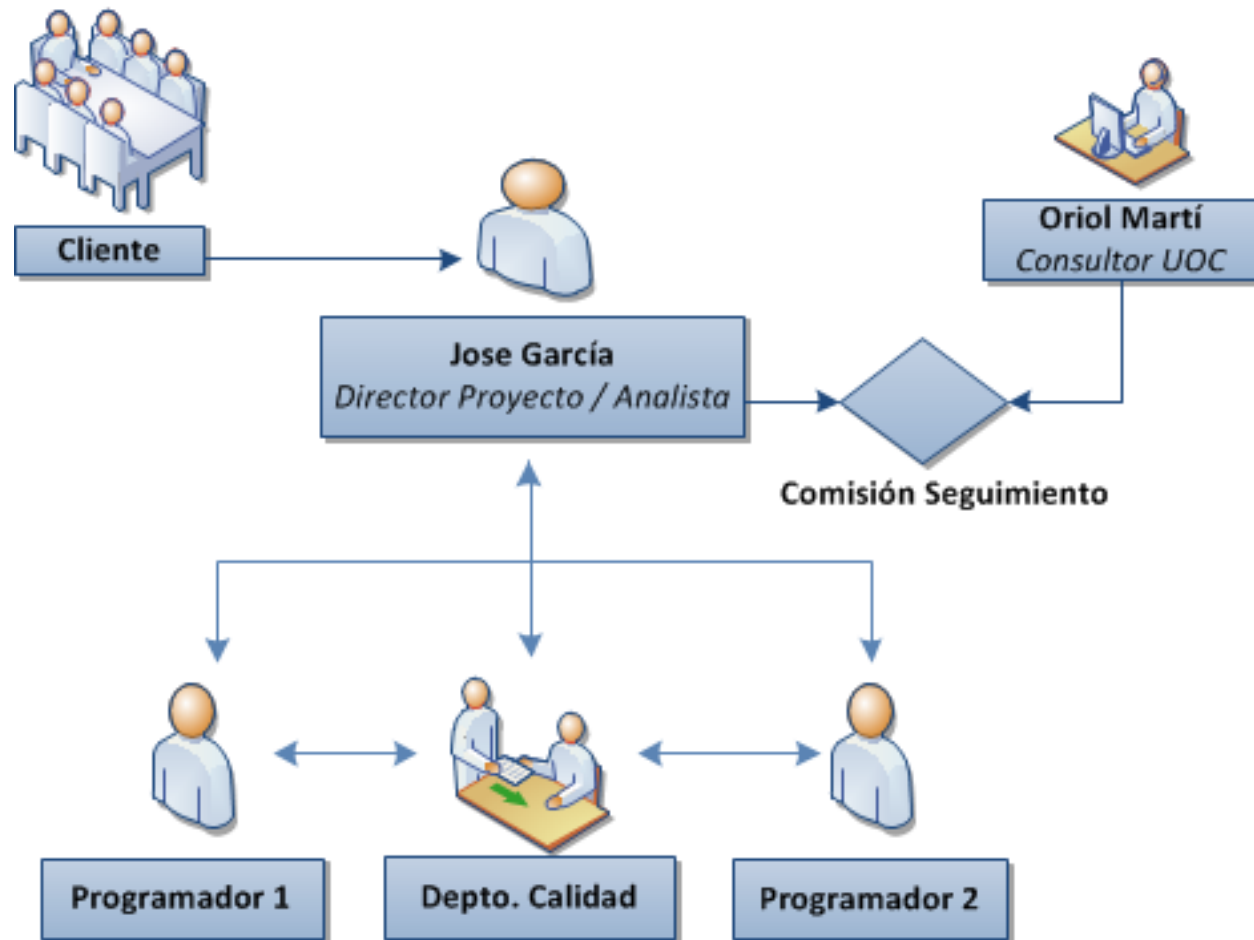 Cliente
Oriol Martí
Consultor UOC
Jose García
Director Proyecto / Analista
Comisión Seguimiento
Programador 1
Depto. Calidad
Programador 2